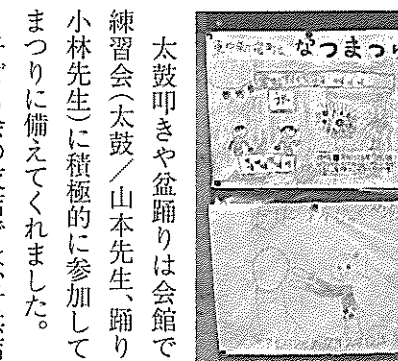 なつまつり
太鼓叩きや盆踊りは会館で
練習会(太鼓／山本先生、踊り
小林先生)に積極的に参加して
まつりに備えてくれました。